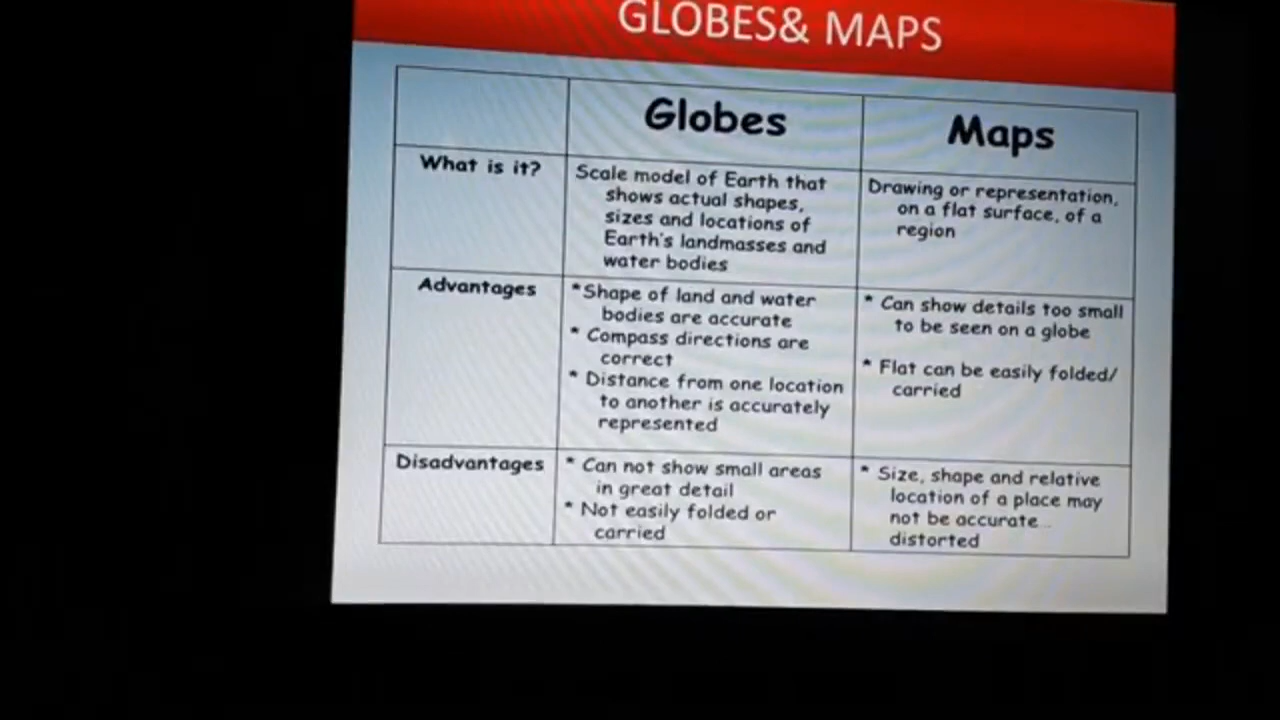 GLOBES& MAPS
Globes
Maps
What is it?
Scale model of Earth that
shows actual shapes,
sizes and locations of
Earth's landmasses and
water bodies
Drawing or representation,
on a flat surface, of a
region
Advantages
*Shape of land and water
bodies are accurate
* Compass directions are
correct
* Distance from one location
to another is accurately
represented
* Can show details too small
to be seen on a globe
* Flat can be easily folded/
carried
Disadvantages
* Can not show small areas
in great detail
* Not easily folded or
carried
* Size, shape and relative
location of a place may
not be accurate...
distorted